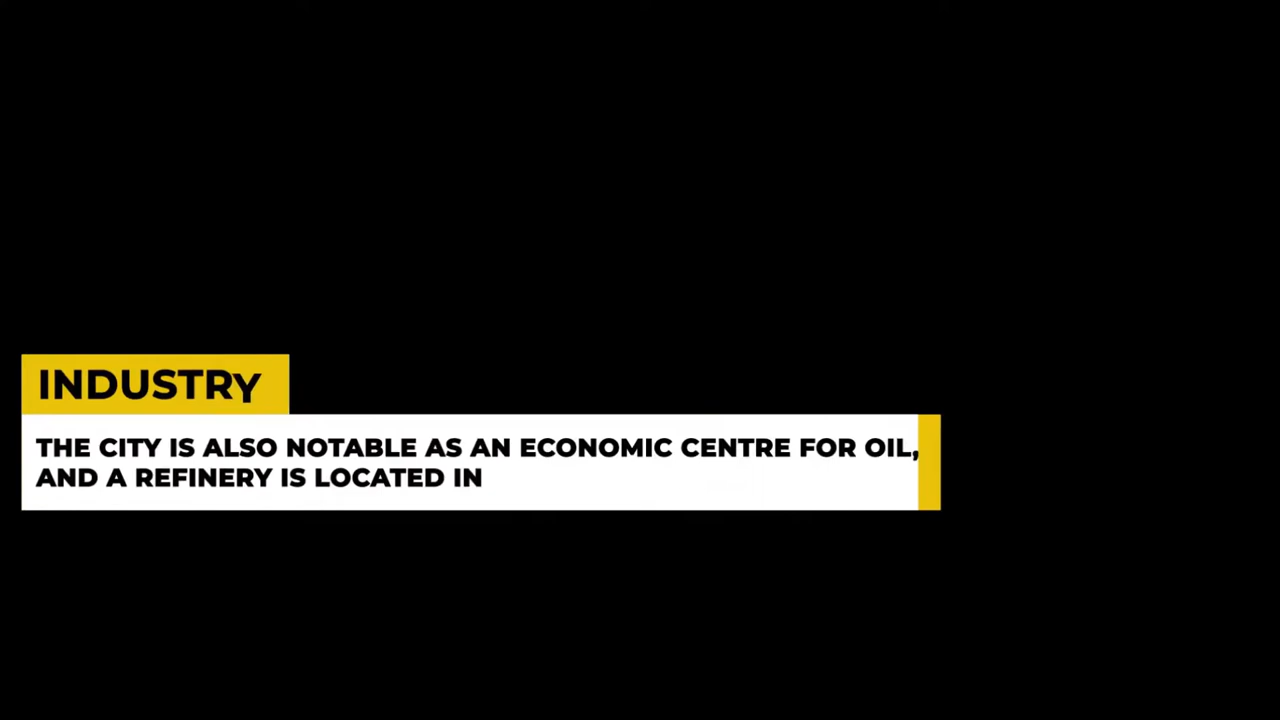 INDUSTRY
THE CITY IS ALSO NOTABLE AS AN ECONOMIC CENTRE FOR OIL,
AND A REFINERY IS LOCATED IN